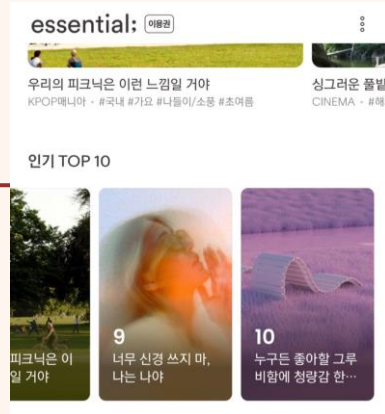 essential; 이용권
우리의 피크닉은 이런 느낌일 거야
KPOP매니아 · #국내 #가요 #나들이/소풍 #초여름
싱그러운 풀밭
CINEMA · #해
인기 TOP 10
피크닉은 이
일 거야
9
너무 신경 쓰지 마,
나는 나야
10
누구든 좋아할 그루
비함에 청량감 한···